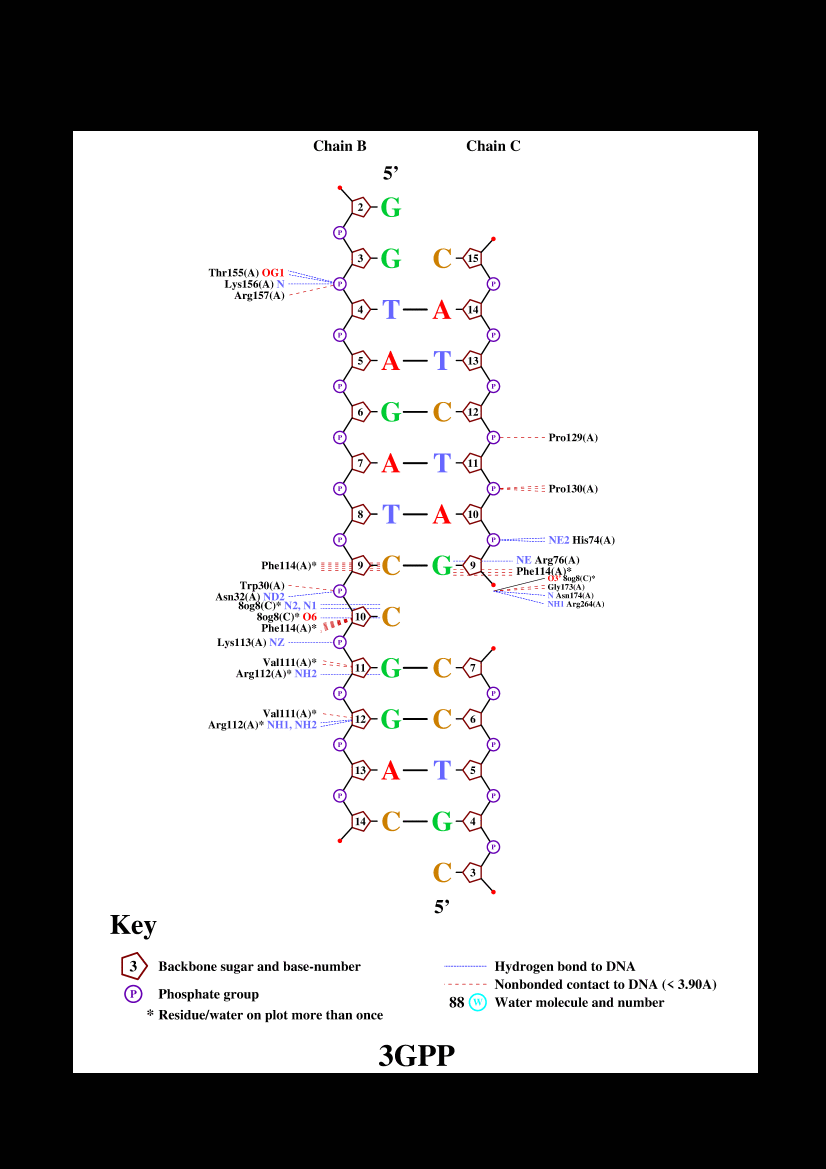 Chain B Chain C
5’
2 G
P
3 G C 15
Thr155(A) OG1
Lys156(A) N P P
Arg157(A)
4 T A 14
P P
5 A T 13
P P
6 G C 12
P P Pro129(A)
7 A T 11
P P Pro130(A)
8 T A 10
P P NE2 His74(A)
NE Arg76(A)
Phe114(A)* 9 C G 9 Phe114(A)*
O3' 8og8(C)*
Trp30(A) Gly173(A)
P
Asn32(A) ND2 N Asn174(A)
8og8(C)* N2, N1 NH1 Arg264(A)
8og8(C)* O6 10 C
Phe114(A)*
Lys113(A) NZ P
Val111(A)*
11 G C 7
Arg112(A)* NH2
P P
Val111(A)*
12 G C 6
Arg112(A)* NH1, NH2
P P
13 A T 5
P P
14 C G 4
P
C 3
5’
Key
3 Backbone sugar and base-number Hydrogen bond to DNA
Nonbonded contact to DNA (< 3.90A)
P Phosphate group
88 W Water molecule and number
* Residue/water on plot more than once
3GPP